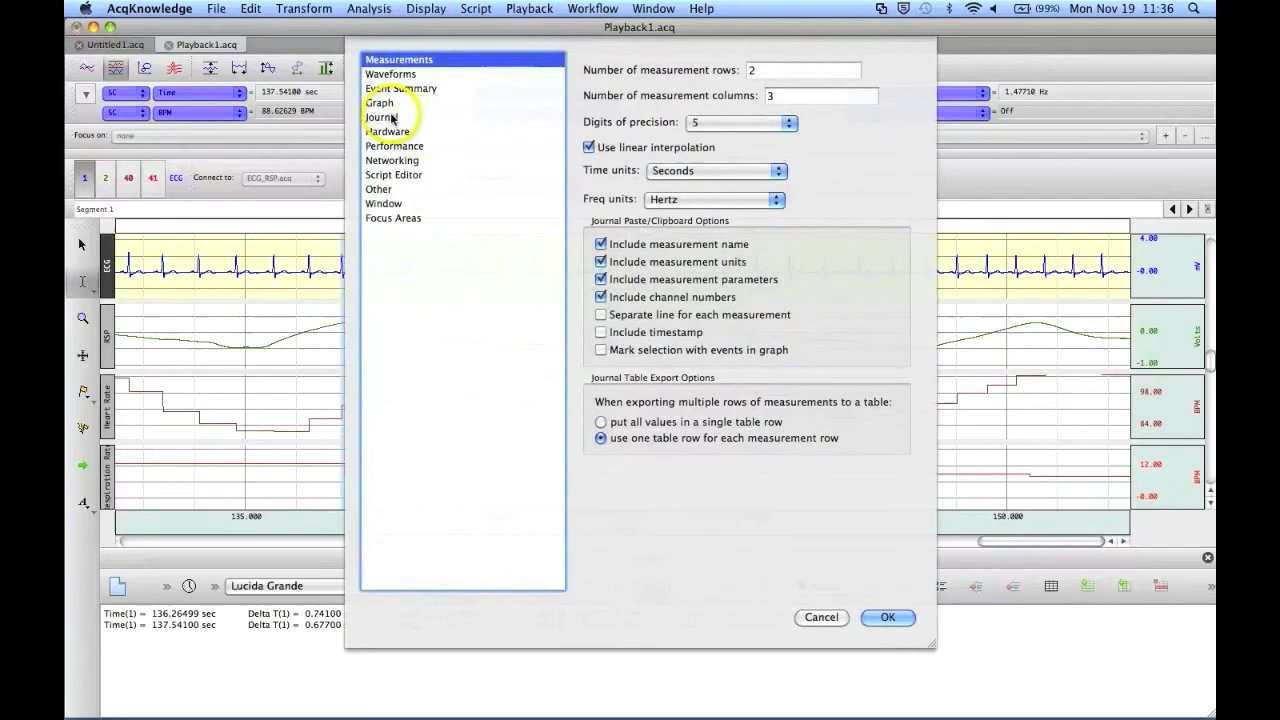 AcqKnowledge File Edit Transform Analysis Display Script Playback Workflow Window Help (99%) Mon Nov 19 11:36
Playback1.acq
Untitled1.acq Playback1.acq
SC Time = 137.54100 sec = 1.47710 Hz
SC BPM = 88.62629 BPM = Off
Focus on: none
1 2 40 41 ECG Connect to: ECG_RSP.acq
Segment 1
Measurements
Waveforms
Event Summary
Graph
Journal
Hardware
Performance
Networking
Script Editor
Other
Window
Focus Areas
Number of measurement rows: 2
Number of measurement columns: 3
Digits of precision: 5
Use linear interpolation
Time units: Seconds
Freq units: Hertz
Journal Paste/Clipboard Options
Include measurement name
Include measurement units
Include measurement parameters
Include channel numbers
Separate line for each measurement
Include timestamp
Mark selection with events in graph
Journal Table Export Options
When exporting multiple rows of measurements to a table:
put all values in a single table row
use one table row for each measurement row
Cancel OK
ECG
RSP
Heart Rate
4.00
-0.00
mV
0.00
-1.00
Volts
98.00
84.00
BPM
12.00
-0.00
BPM
135.000 150.000
Lucida Grande
Time(1) = 136.26499 sec Delta T(1) = 0.74100
Time(1) = 137.54100 sec Delta T(1) = 0.67700